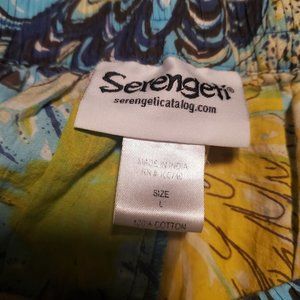 Serengeti®
serengeticatalog.com
MADE IN INDIA
SIZE
L
100% COTTON